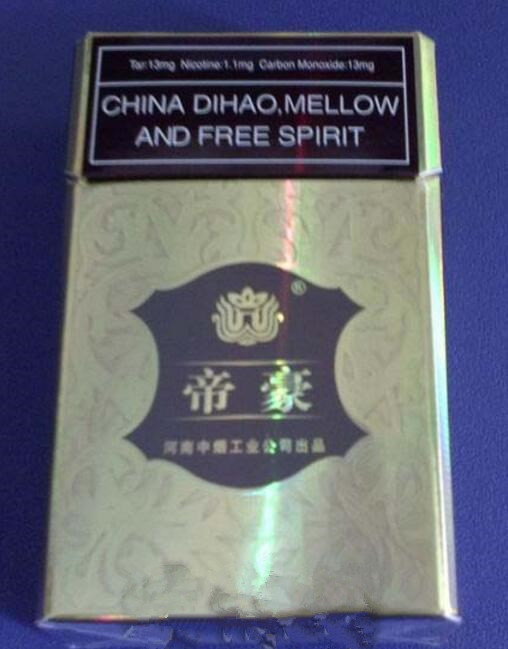 Tar:13mg Nicotine:1.1mg Carbon Monoxide:13mg
CHINA DIHAO,MELLOW
AND FREE SPIRIT
®
帝豪
河南中烟工业公司出品